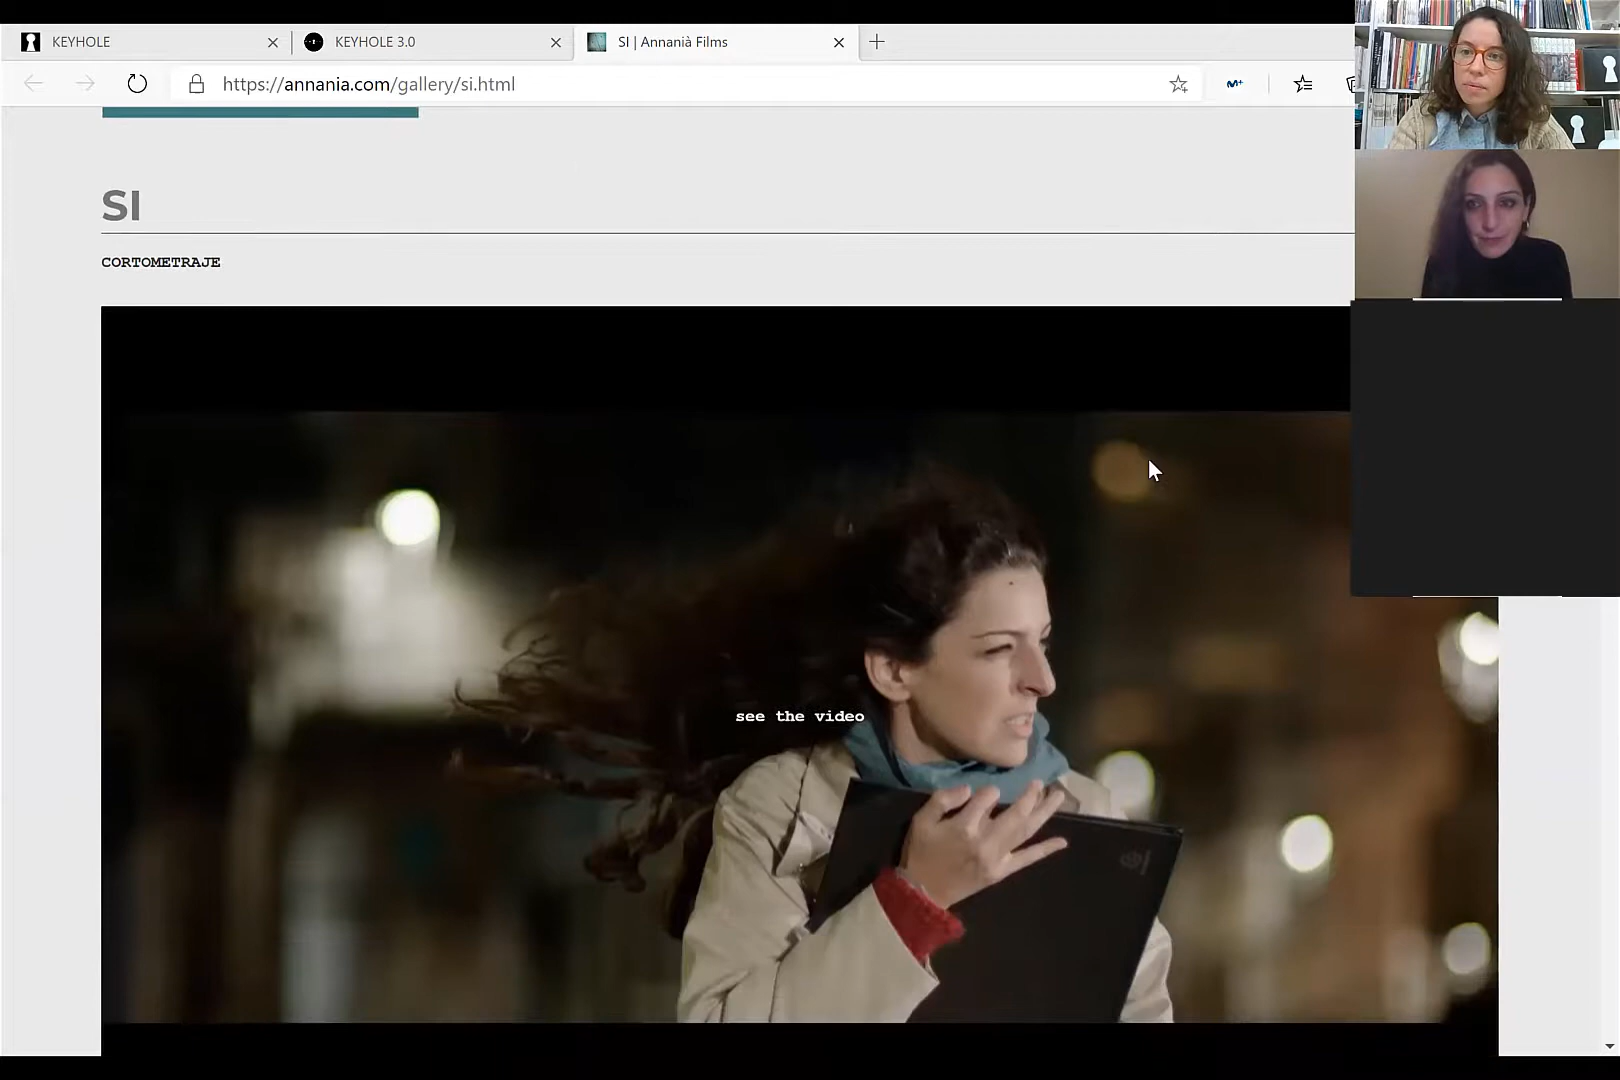 KEYHOLE
KEYHOLE 3.0
SI | Annanià Films
https://annania.com/gallery/si.html
M+
SI
CORTOMETRAJE
see the video